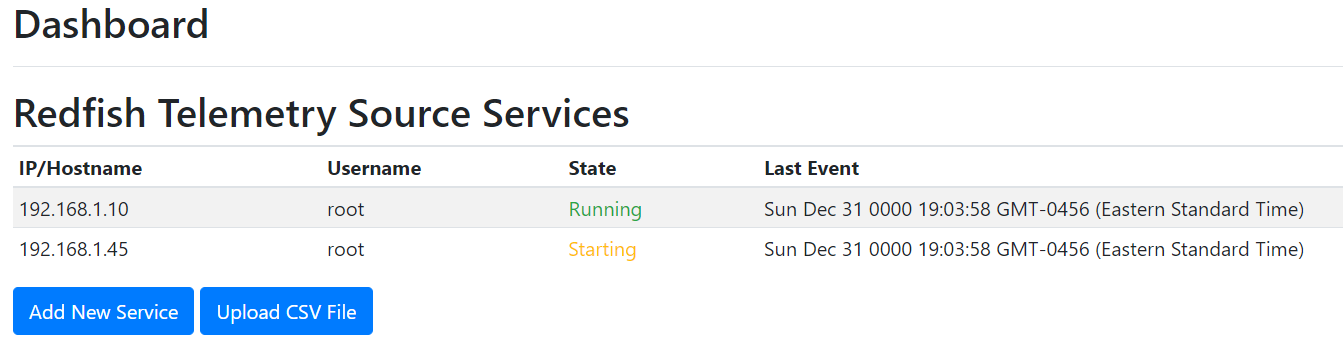 Dashboard
Redfish Telemetry Source Services
IP/Hostname Username State Last Event
192.168.1.10 root Running Sun Dec 31 0000 19:03:58 GMT-0456 (Eastern Standard Time)
192.168.1.45 root Starting Sun Dec 31 0000 19:03:58 GMT-0456 (Eastern Standard Time)
Add New Service Upload CSV File